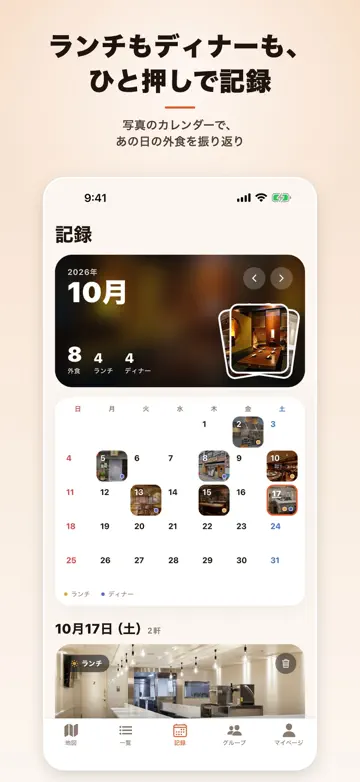 ランチもディナーも、
ひと押しで記録
写真のカレンダーで、
あの日の外食を振り返り
9:41
記録
2026年
10月
8 4 4
外食 ランチ ディナー
日 月 火 水 木 金 土
1 2 3
4 5 6 7 8 9 10
11 12 13 14 15 16 17
18 19 20 21 22 23 24
25 26 27 28 29 30 31
ランチ ディナー
10月17日（土） 2軒
ランチ
地図 一覧 記録 グループ マイページ